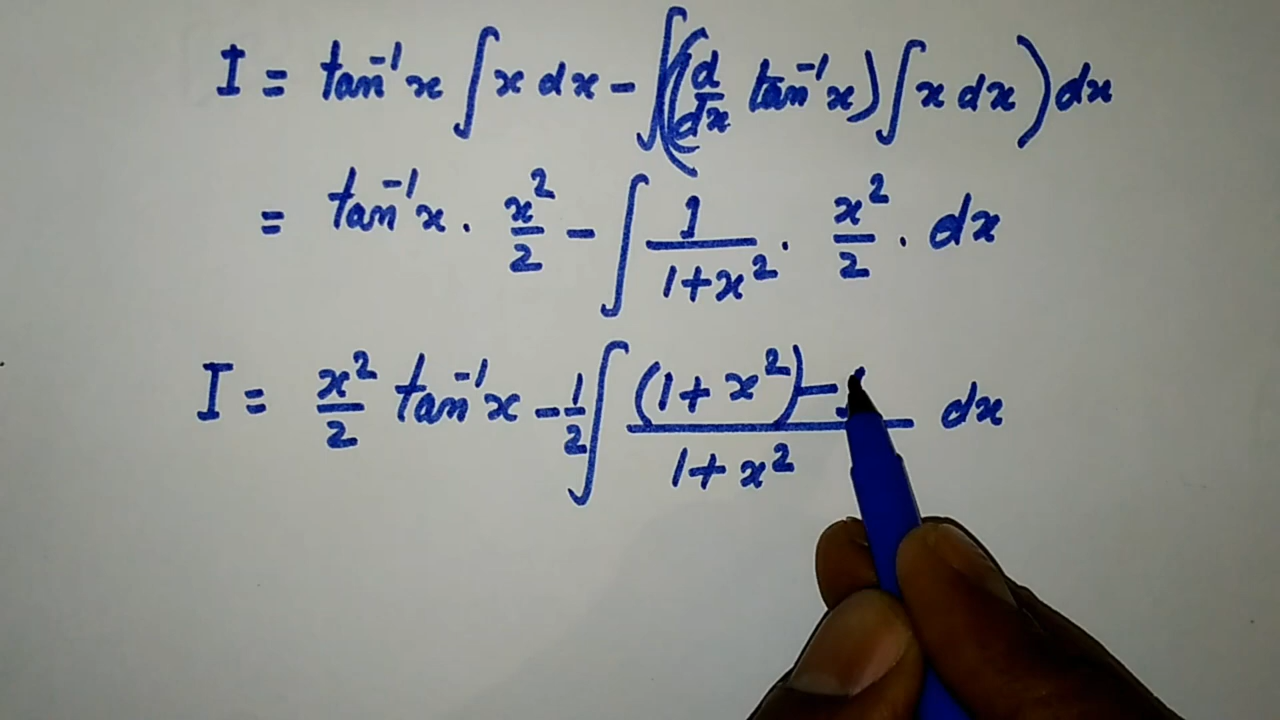 I = tan⁻¹x ∫ x dx - ∫((d/dx tan⁻¹x) ∫ x dx) dx
= tan⁻¹x . x²/2 - ∫ 1/1+x² . x²/2 . dx
I = x²/2 tan⁻¹x - 1/2 ∫ (1+x²)- /1+x² dx